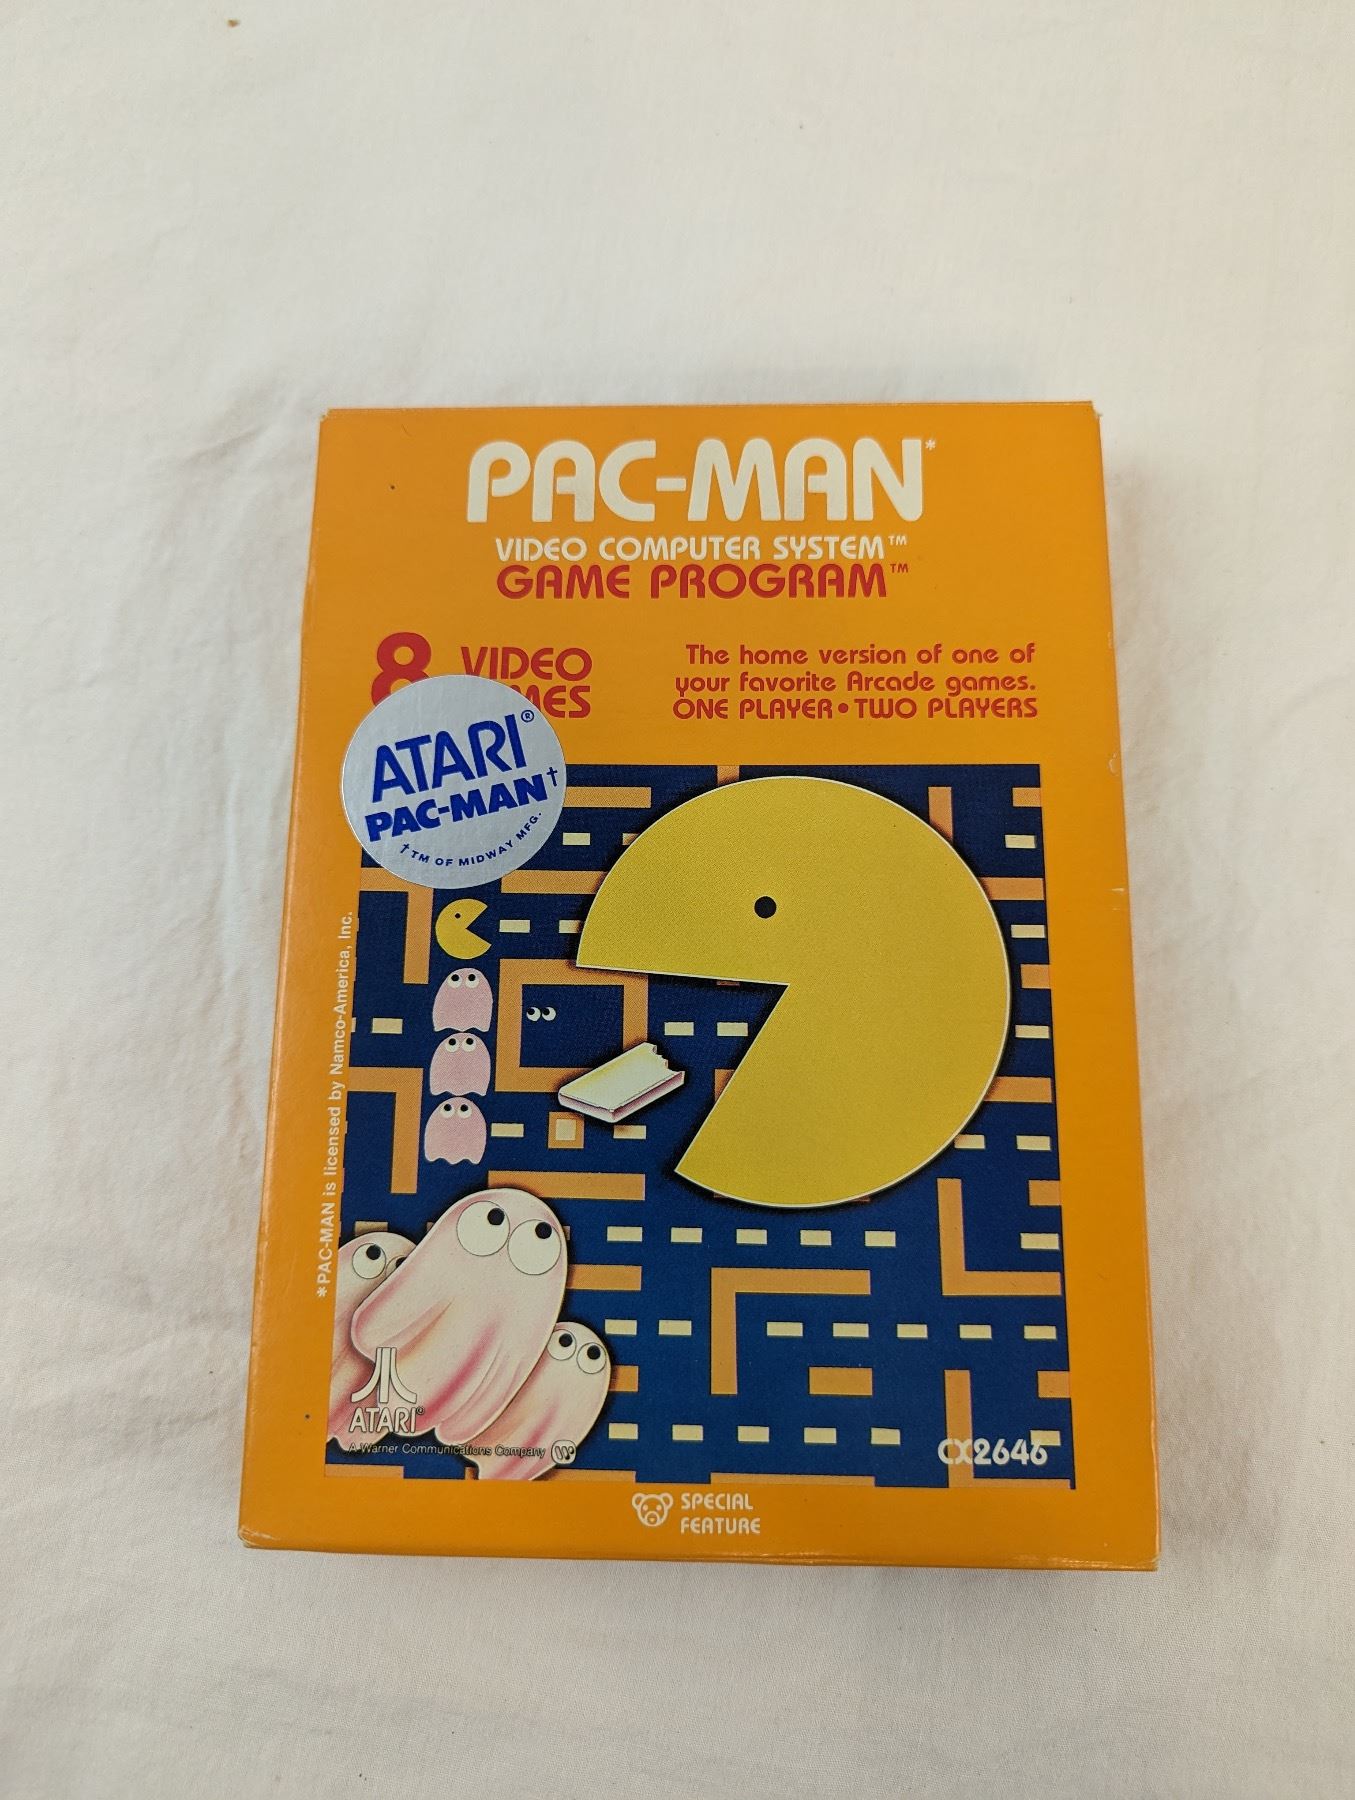 PAC-MAN*
VIDEO COMPUTER SYSTEM™
GAME PROGRAM™
8 VIDEO
MES
The home version of one of
your favorite Arcade games.
ONE PLAYER • TWO PLAYERS
ATARI®
PAC-MAN†
†TM OF MIDWAY MFG.
*PAC-MAN is licensed by Namco-America, Inc.
ATARI®
A Warner Communications Company
CX2646
SPECIAL
FEATURE